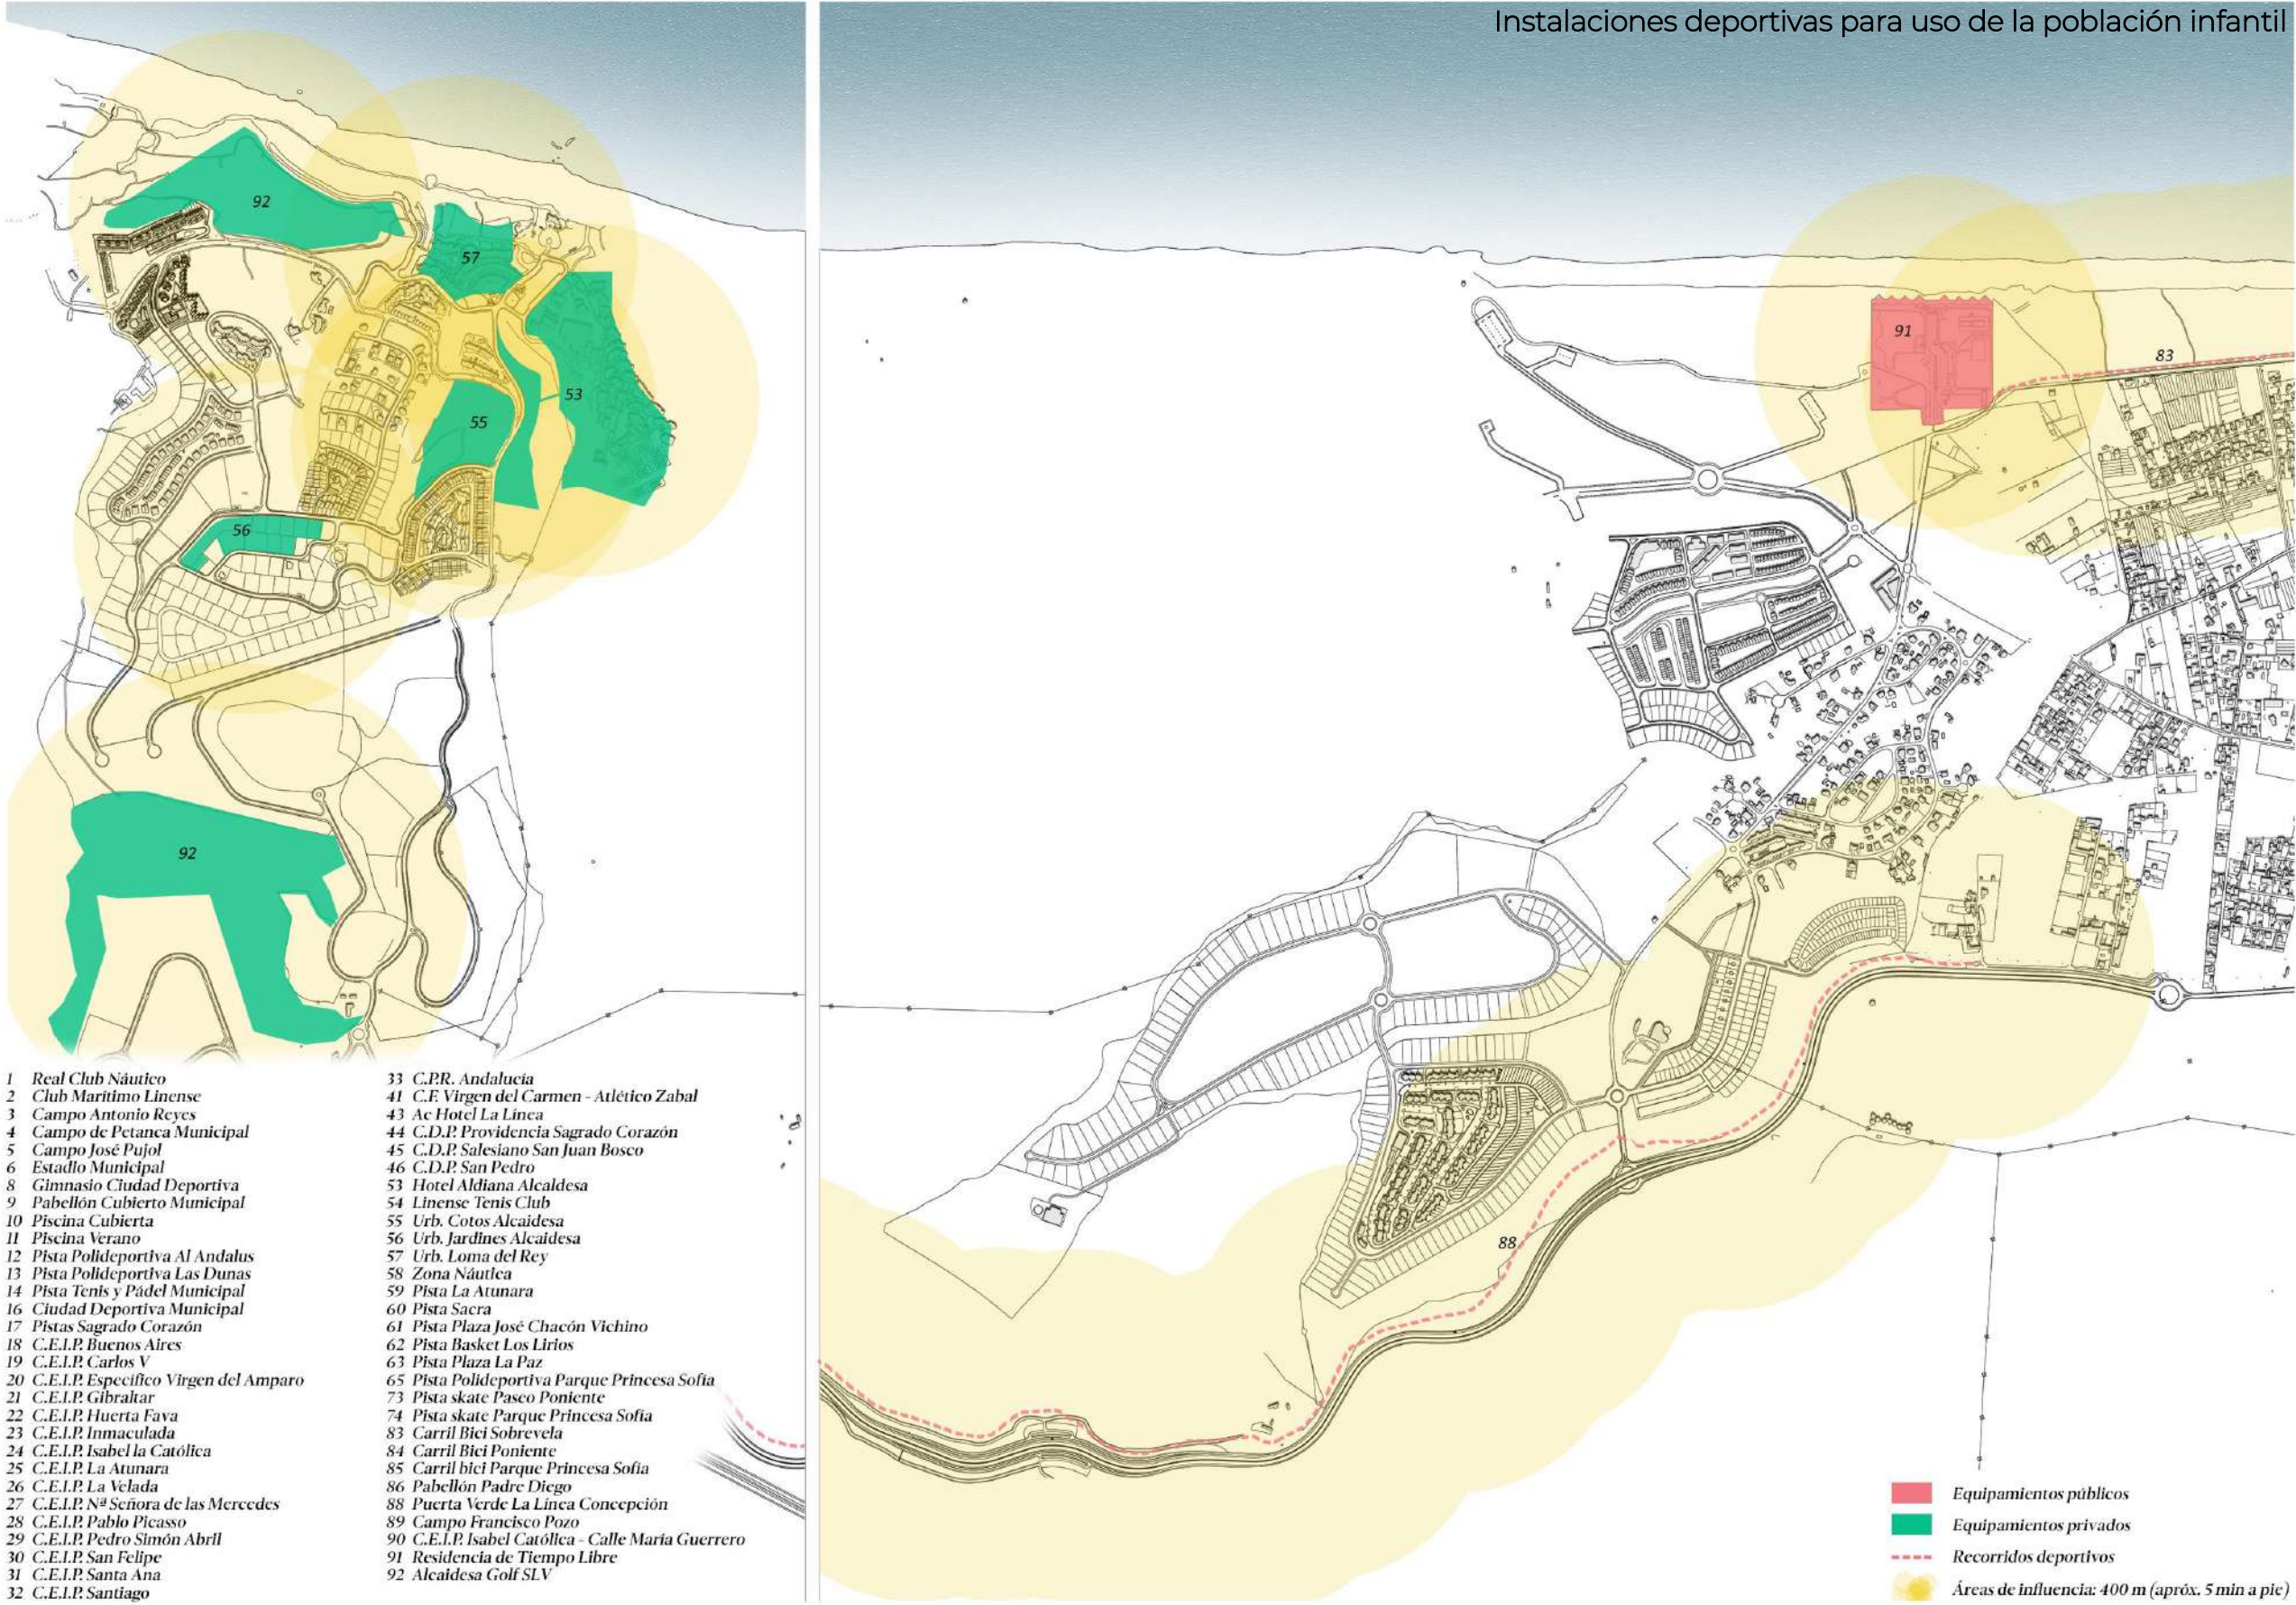 Instalaciones deportivas para uso de la población infantil
92
57
53
55
56
92
91
83
88
1 Real Club Náutico
2 Club Marítimo Linense
3 Campo Antonio Reyes
4 Campo de Petanca Municipal
5 Campo José Pujol
6 Estadio Municipal
8 Gimnasio Ciudad Deportiva
9 Pabellón Cubierto Municipal
10 Piscina Cubierta
11 Piscina Verano
12 Pista Polideportiva Al Andalus
13 Pista Polideportiva Las Dunas
14 Pista Tenis y Pádel Municipal
16 Ciudad Deportiva Municipal
17 Pistas Sagrado Corazón
18 C.E.I.P. Buenos Aires
19 C.E.I.P. Carlos V
20 C.E.I.P. Específico Virgen del Amparo
21 C.E.I.P. Gibraltar
22 C.E.I.P. Huerta Fava
23 C.E.I.P. Inmaculada
24 C.E.I.P. Isabel la Católica
25 C.E.I.P. La Atunara
26 C.E.I.P. La Velada
27 C.E.I.P. Nª Señora de las Mercedes
28 C.E.I.P. Pablo Picasso
29 C.E.I.P. Pedro Simón Abril
30 C.E.I.P. San Felipe
31 C.E.I.P. Santa Ana
32 C.E.I.P. Santiago
33 C.P.R. Andalucía
41 C.F. Virgen del Carmen - Atlético Zabal
43 Ac Hotel La Línea
44 C.D.P. Providencia Sagrado Corazón
45 C.D.P. Salesiano San Juan Bosco
46 C.D.P. San Pedro
53 Hotel Aldiana Alcaldesa
54 Linense Tenis Club
55 Urb. Cotos Alcaidesa
56 Urb. Jardines Alcaidesa
57 Urb. Loma del Rey
58 Zona Náutica
59 Pista La Atunara
60 Pista Sacra
61 Pista Plaza José Chacón Vichino
62 Pista Basket Los Lirios
63 Pista Plaza La Paz
65 Pista Polideportiva Parque Princesa Sofía
73 Pista skate Paseo Poniente
74 Pista skate Parque Princesa Sofía
83 Carril Bici Sobrevela
84 Carril Bici Poniente
85 Carril bici Parque Princesa Sofía
86 Pabellón Padre Diego
88 Puerta Verde La Línea Concepción
89 Campo Francisco Pozo
90 C.E.I.P. Isabel Católica - Calle María Guerrero
91 Residencia de Tiempo Libre
92 Alcaidesa Golf SLV
Equipamientos públicos
Equipamientos privados
Recorridos deportivos
Áreas de influencia: 400 m (apróx. 5 min a pie)